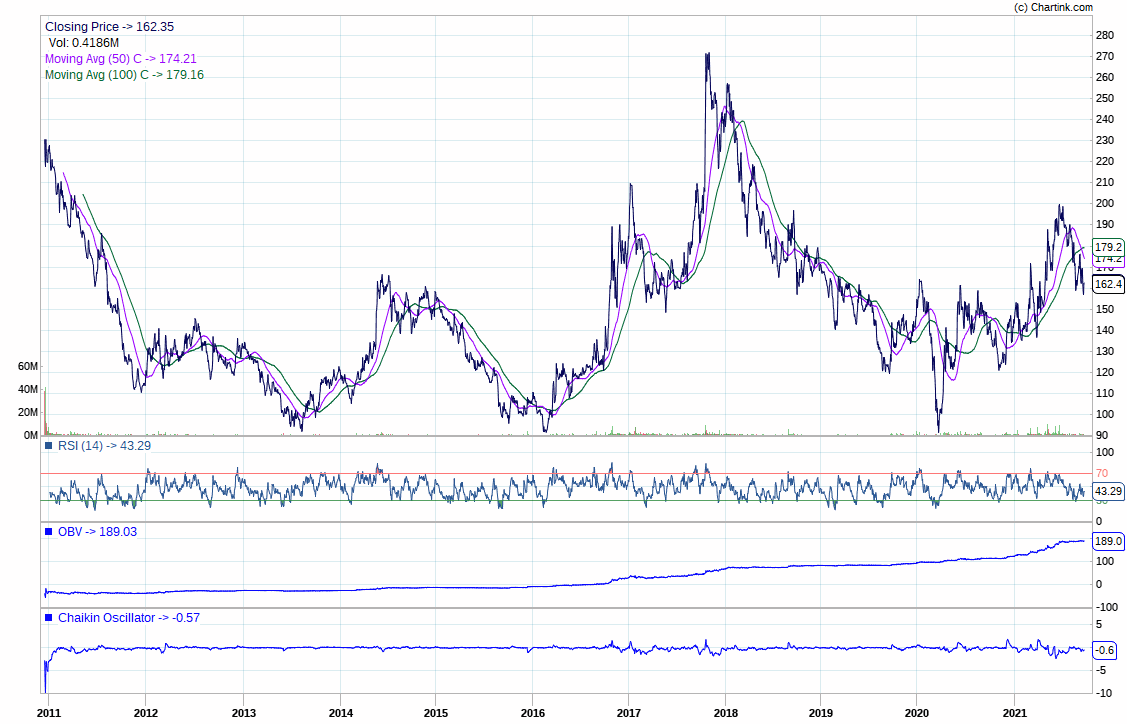 (c) Chartink.com
Closing Price -> 162.35
Vol: 0.4186M
Moving Avg (50) C -> 174.21
Moving Avg (100) C -> 179.16
280
270
260
250
240
230
220
210
200
190
179.2
174.2
170
162.4
150
140
130
120
110
100
90
60M
40M
20M
0M
RSI (14) -> 43.29
100
70
43.29
0
OBV -> 189.03
189.0
100
0
-100
Chaikin Oscillator -> -0.57
5
-0.6
-5
-10
2011 2012 2013 2014 2015 2016 2017 2018 2019 2020 2021